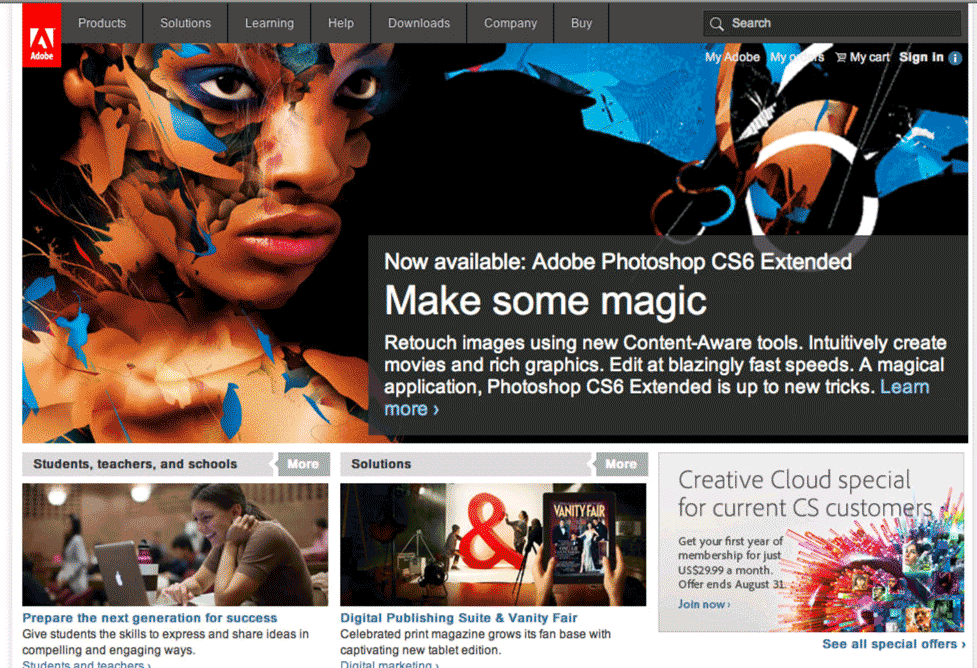 Adobe
Products Solutions Learning Help Downloads Company Buy Search
My Adobe My orders My cart Sign in i
Now available: Adobe Photoshop CS6 Extended
Make some magic
Retouch images using new Content-Aware tools. Intuitively create
movies and rich graphics. Edit at blazingly fast speeds. A magical
application, Photoshop CS6 Extended is up to new tricks. Learn
more ›
Students, teachers, and schools More
Prepare the next generation for success
Give students the skills to express and share ideas in
compelling and engaging ways.
Students and teachers ›
Solutions More
&
VANITY FAIR
Digital Publishing Suite & Vanity Fair
Celebrated print magazine grows its fan base with
captivating new tablet edition.
Digital marketing ›
Creative Cloud special
for current CS customers
Get your first year of
membership for just
US$29.99 a month.
Offer ends August 31.
Join now ›
See all special offers ›